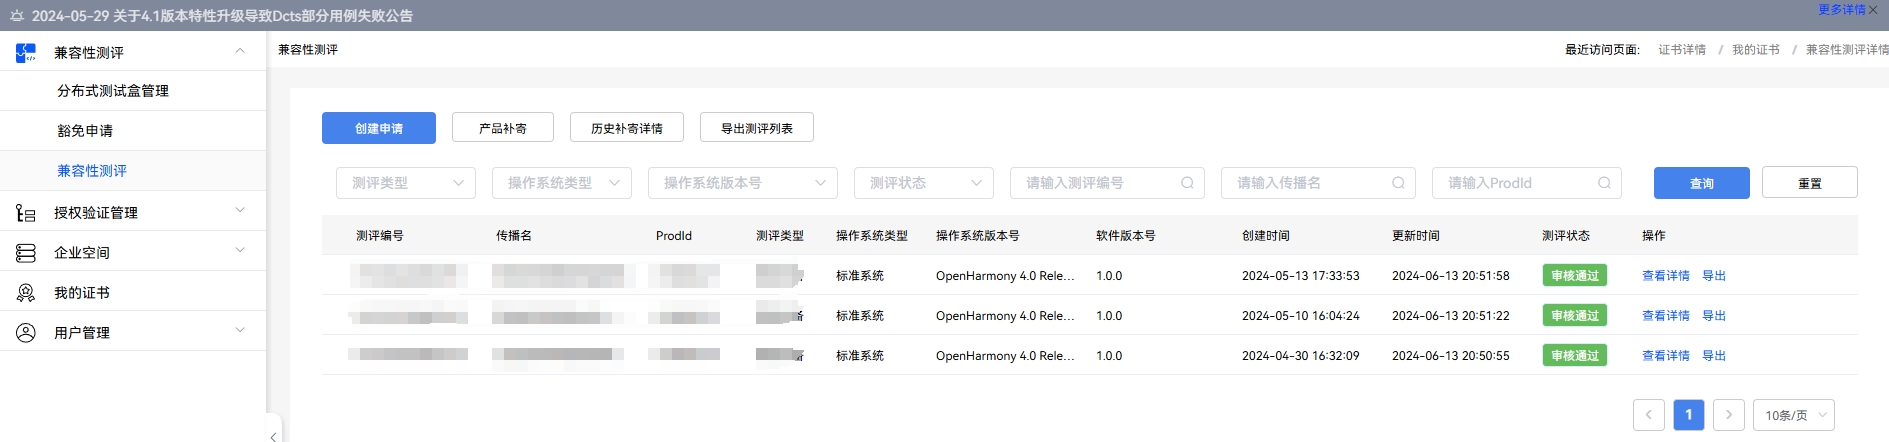 2024-05-29 关于4.1版本特性升级导致Dcts部分用例失败公告
更多详情
兼容性测评
分布式测试盒管理
豁免申请
兼容性测评
授权验证管理
企业空间
我的证书
用户管理
兼容性测评
最近访问页面: 证书详情 / 我的证书 / 兼容性测评详情
创建申请 产品补寄 历史补寄详情 导出测评列表
测评类型 操作系统类型 操作系统版本号 测评状态 请输入测评编号 请输入传播名 请输入ProdId 查询 重置
测评编号 传播名 ProdId 测评类型 操作系统类型 操作系统版本号 软件版本号 创建时间 更新时间 测评状态 操作
标准系统 OpenHarmony 4.0 Rele... 1.0.0 2024-05-13 17:33:53 2024-06-13 20:51:58 审核通过 查看详情 导出
标准系统 OpenHarmony 4.0 Rele... 1.0.0 2024-05-10 16:04:24 2024-06-13 20:51:22 审核通过 查看详情 导出
标准系统 OpenHarmony 4.0 Rele... 1.0.0 2024-04-30 16:32:09 2024-06-13 20:50:55 审核通过 查看详情 导出
1 10条/页